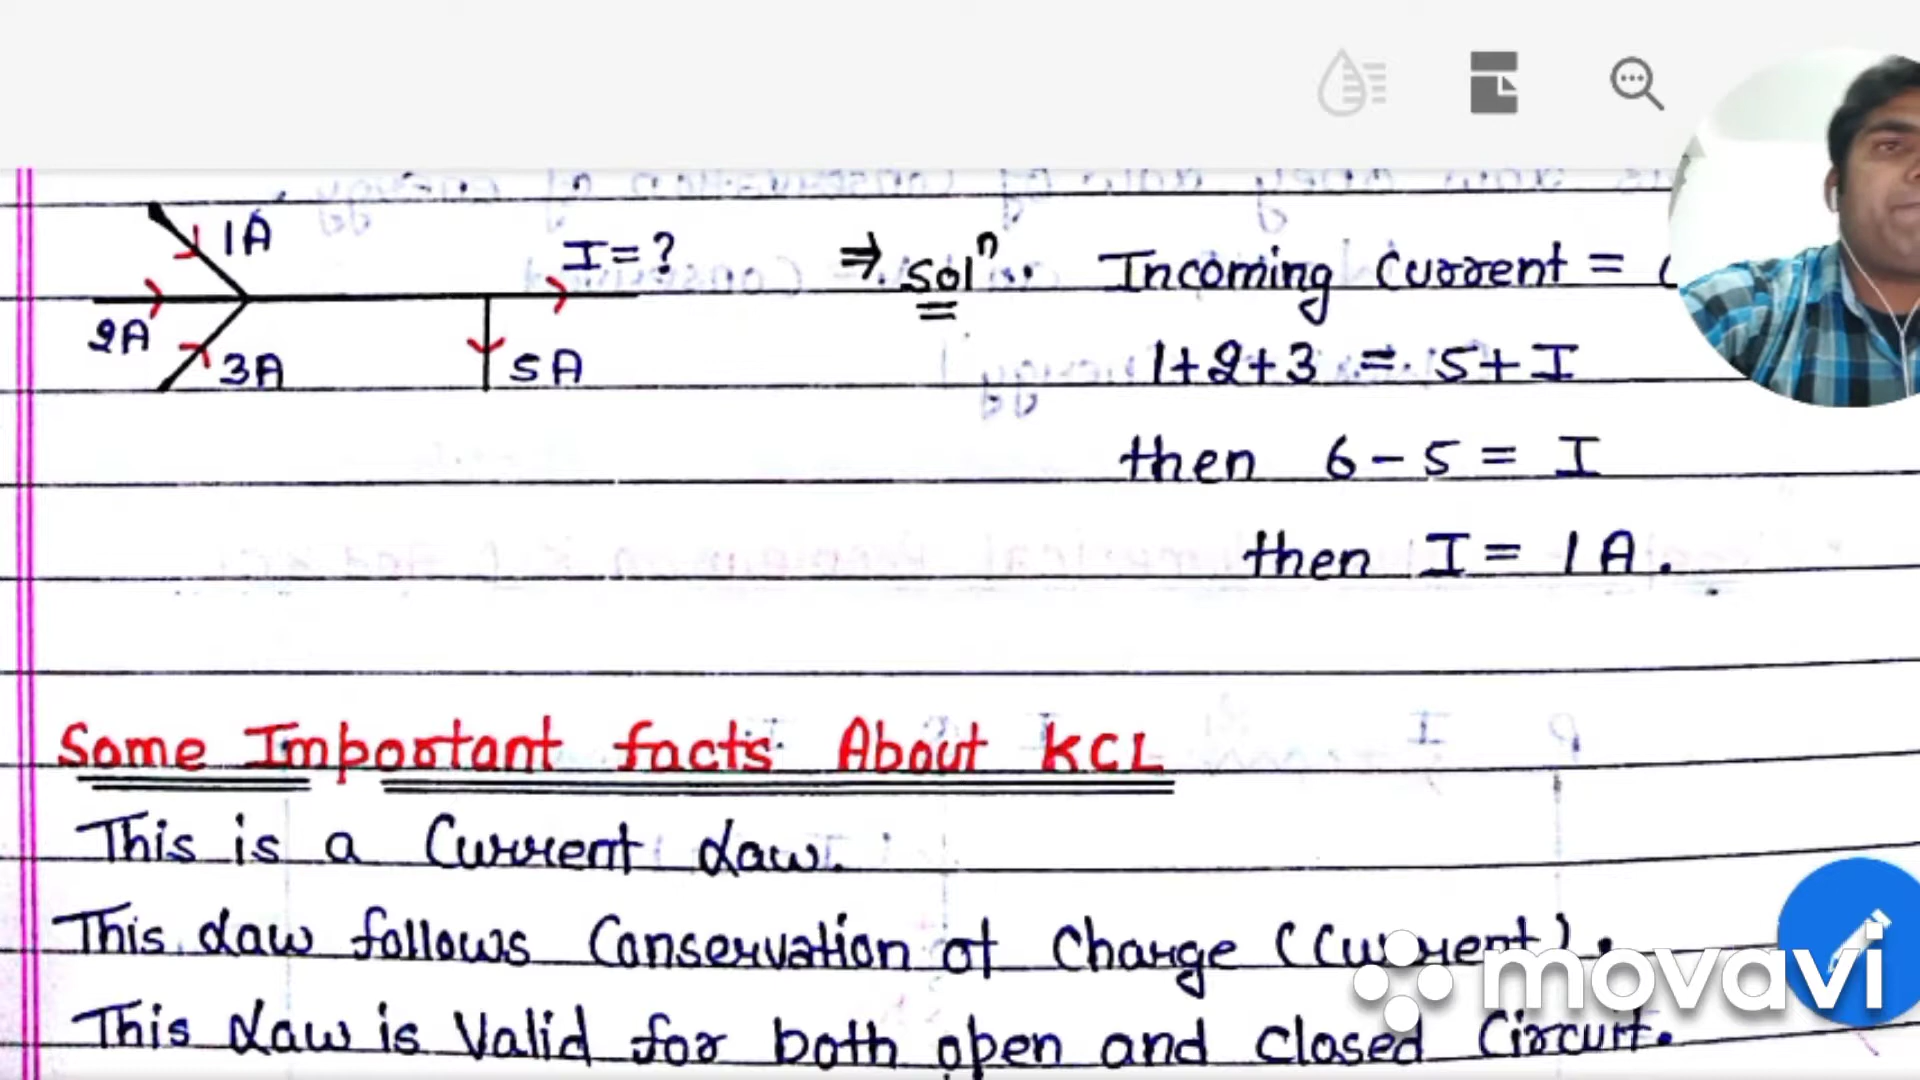 1A
I = ?
⇒ Solⁿ. Incoming Current =
2A
3A
5A
1+2+3 = 5+I
then 6-5 = I
then I = 1A.
Some Important facts About KCL
This is a Current Law.
This Law follows Conservation of Charge (Current).
This Law is Valid for both open and closed Circuit.
movavi